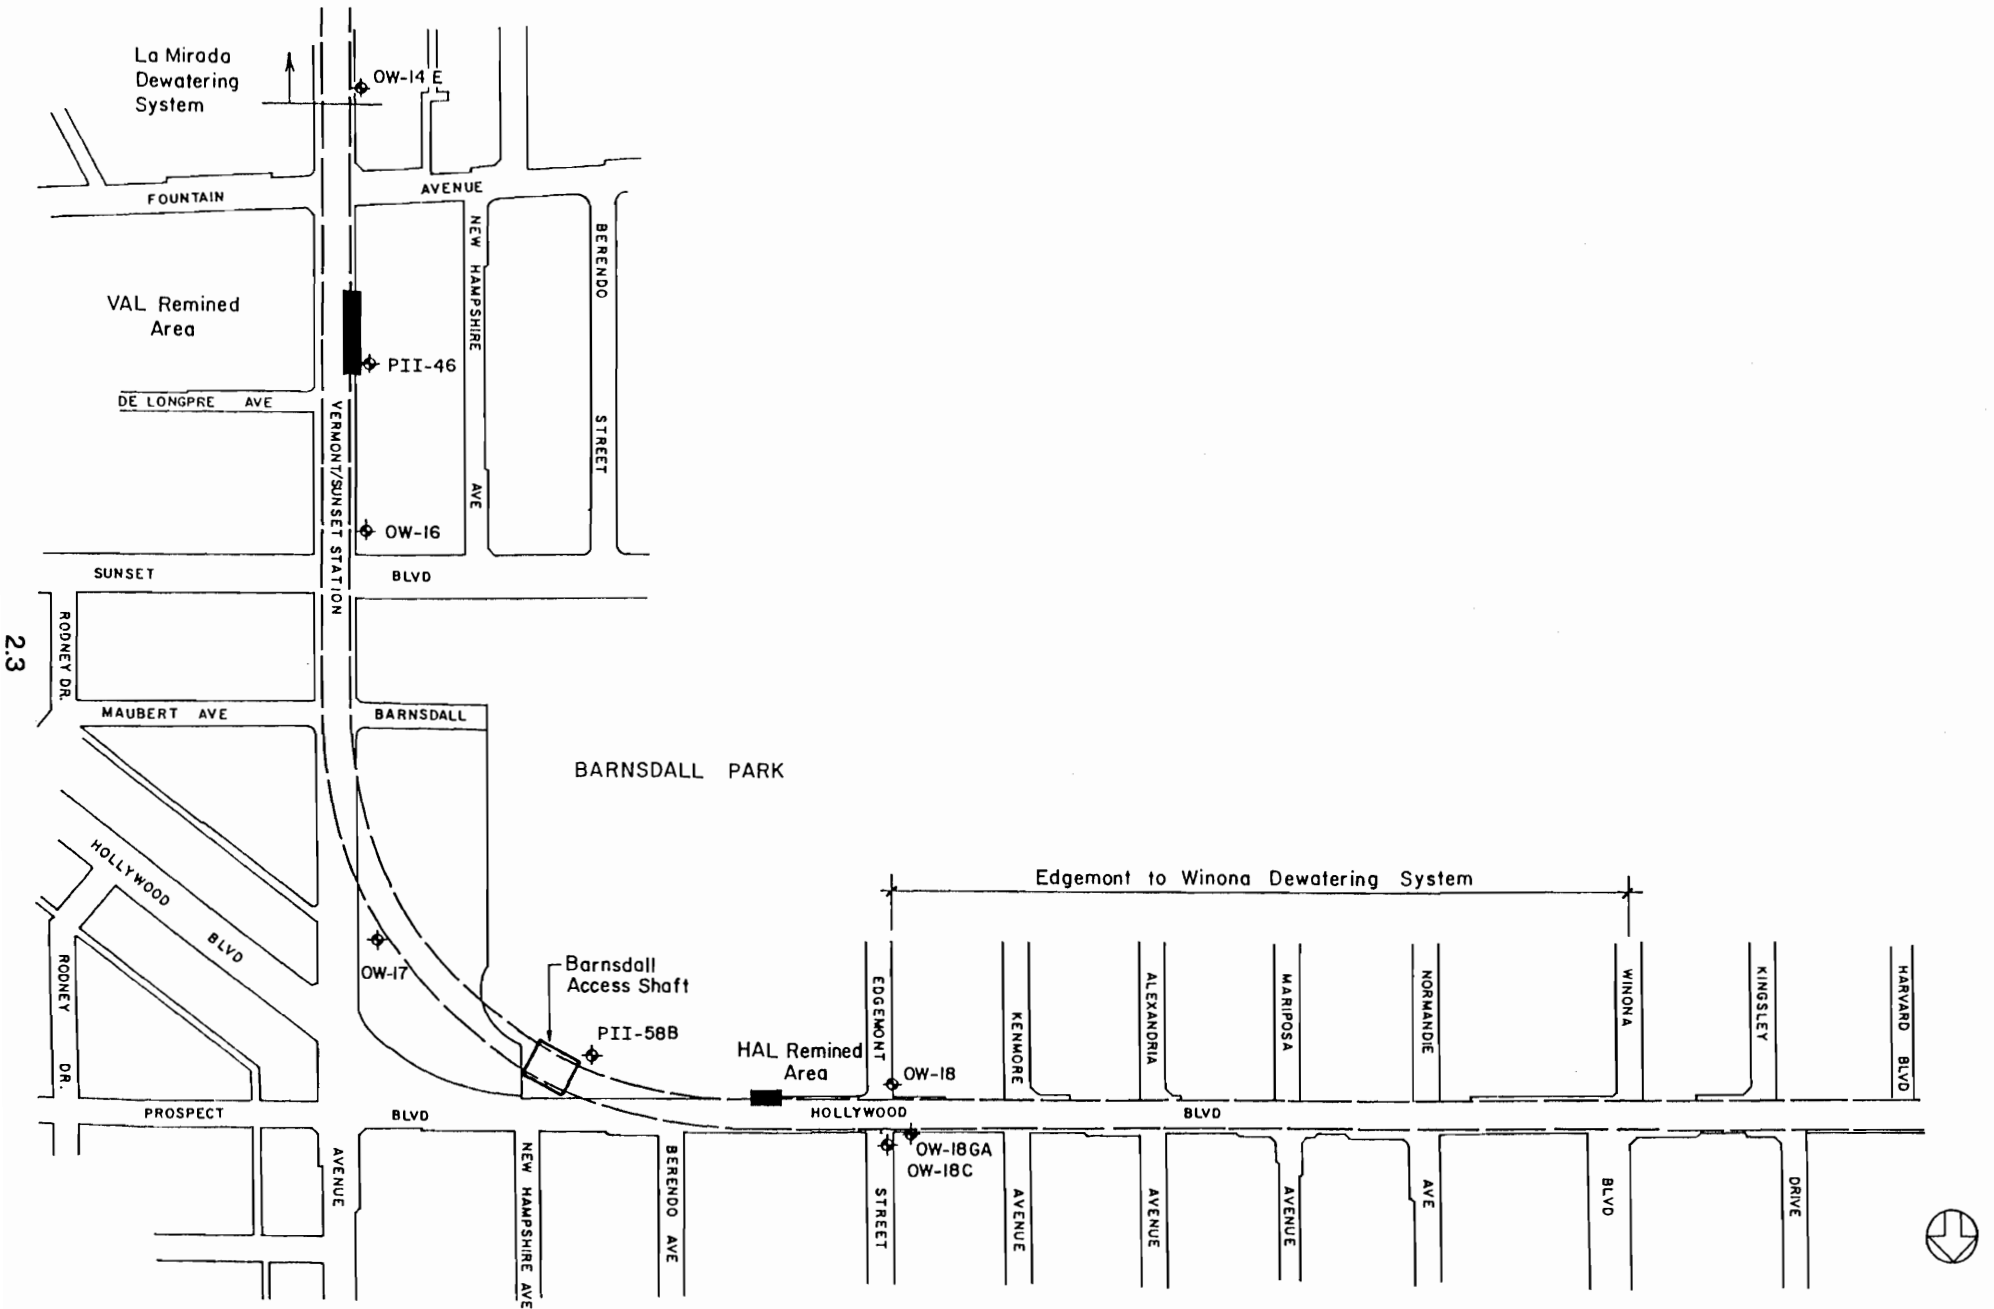 La Mirada
Dewatering
System
OW-14 E
FOUNTAIN AVENUE
NEW HAMPSHIRE AVE
BERENDO STREET
VAL Remined
Area
PII-46
DE LONGPRE AVE
VERMONT/SUNSET STATION
OW-16
SUNSET BLVD
RODNEY DR.
2.3
MAUBERT AVE
BARNSDALL
BARNSDALL PARK
HOLLYWOOD BLVD
Edgemont to Winona Dewatering System
OW-17
Barnsdall
Access Shaft
PII-58B
RODNEY DR.
HAL Remined
Area
OW-18
EDGEMONT
KENMORE
ALEXANDRIA
MARIPOSA
NORMANDIE
WINONA
KINGSLEY
HARVARD BLVD
PROSPECT BLVD
HOLLYWOOD BLVD
OW-18GA
OW-18C
AVENUE
NEW HAMPSHIRE AVE
BERENDO AVE
STREET
AVENUE
AVENUE
AVENUE
AVE
BLVD
DRIVE